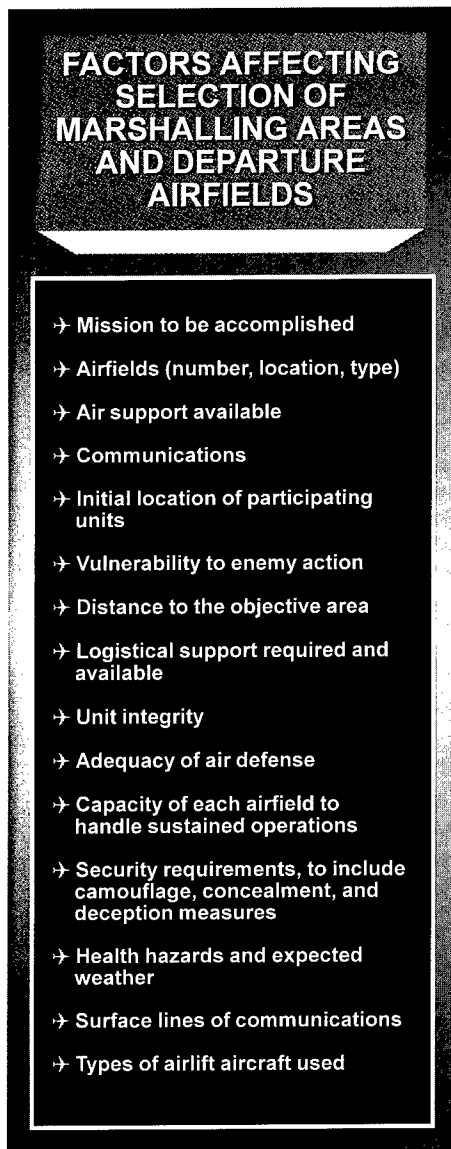 FACTORS AFFECTING
SELECTION OF
MARSHALLING AREAS
AND DEPARTURE
AIRFIELDS
Mission to be accomplished
Airfields (number, location, type)
Air support available
Communications
Initial location of participating
units
Vulnerability to enemy action
Distance to the objective area
Logistical support required and
available
Unit integrity
Adequacy of air defense
Capacity of each airfield to
handle sustained operations
Security requirements, to include
camouflage, concealment, and
deception measures
Health hazards and expected
weather
Surface lines of communications
Types of airlift aircraft used